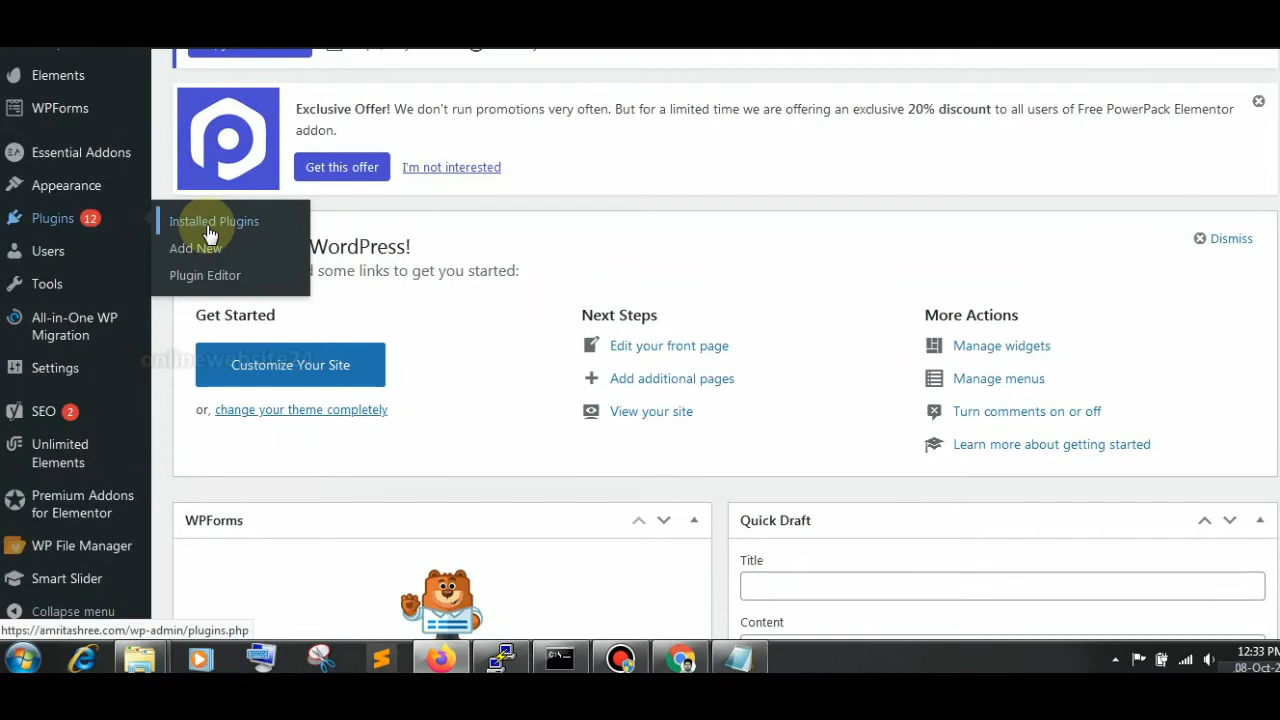 Elements
WPForms
Essential Addons
Appearance
Plugins 12
Users
Tools
All-in-One WP
Migration
Settings
SEO 2
Unlimited
Elements
Premium Addons
for Elementor
WP File Manager
Smart Slider
Collapse menu
Installed Plugins
Add New
Plugin Editor
Exclusive Offer! We don't run promotions very often. But for a limited time we are offering an exclusive 20% discount to all users of Free PowerPack Elementor
addon.
Get this offer I'm not interested
WordPress!
some links to get you started:
Dismiss
Get Started
Customize Your Site
or, change your theme completely
onlinewebsite24
Next Steps
Edit your front page
Add additional pages
View your site
More Actions
Manage widgets
Manage menus
Turn comments on or off
Learn more about getting started
WPForms
Quick Draft
Title
Content
https://amritashree.com/wp-admin/plugins.php
12:33 PM
08-Oct-2